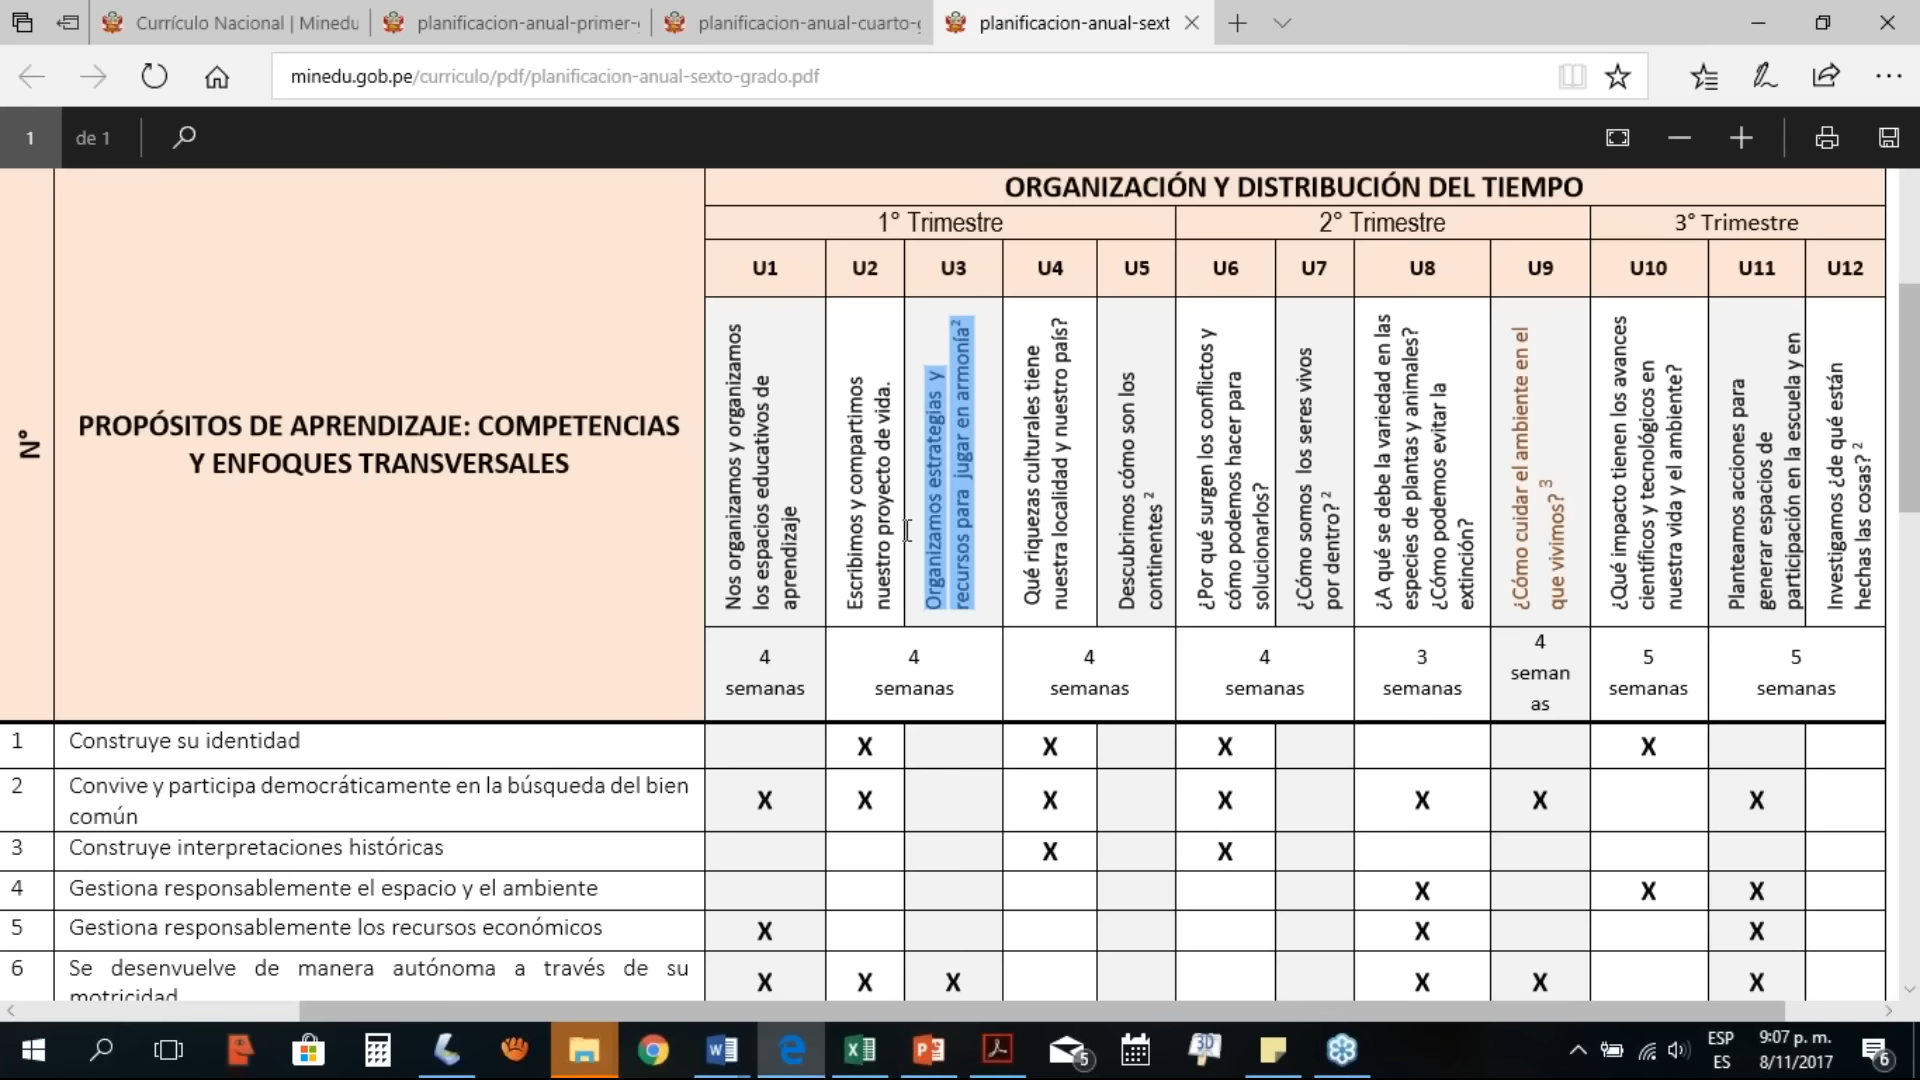 Currículo Nacional | Minedu
planificacion-anual-primer-
planificacion-anual-cuarto-
planificacion-anual-sext
minedu.gob.pe/curriculo/pdf/planificacion-anual-sexto-grado.pdf
1 de 1
ORGANIZACIÓN Y DISTRIBUCIÓN DEL TIEMPO
1° Trimestre 2° Trimestre 3° Trimestre
U1 U2 U3 U4 U5 U6 U7 U8 U9 U10 U11 U12
N°
PROPÓSITOS DE APRENDIZAJE: COMPETENCIAS
Y ENFOQUES TRANSVERSALES
Nos organizamos y organizamos
los espacios educativos de
aprendizaje
Escribimos y compartimos
nuestro proyecto de vida.
Organizamos estrategias y
recursos para jugar en armonía²
Qué riquezas culturales tiene
nuestra localidad y nuestro país?
Descubrimos cómo son los
continentes ²
¿Por qué surgen los conflictos y
cómo podemos hacer para
solucionarlos?
¿Cómo somos los seres vivos
por dentro? ²
¿A qué se debe la variedad en las
especies de plantas y animales?
¿Cómo podemos evitar la
extinción?
¿Cómo cuidar el ambiente en el
que vivimos? ³
¿Qué impacto tienen los avances
científicos y tecnológicos en
nuestra vida y el ambiente?
Planteamos acciones para
generar espacios de
participación en la escuela y en
Investigamos ¿de qué están
hechas las cosas? ²
4 4 4 4 3 4 5 5
semanas semanas semanas semanas semanas seman semanas semanas
as
1 Construye su identidad X X X X
2 Convive y participa democráticamente en la búsqueda del bien
común X X X X X X X
3 Construye interpretaciones históricas X X
4 Gestiona responsablemente el espacio y el ambiente X X X
5 Gestiona responsablemente los recursos económicos X X X
6 Se desenvuelve de manera autónoma a través de su
motricidad X X X X X X
5
3D
ESP
ES
9:07 p. m.
8/11/2017
6